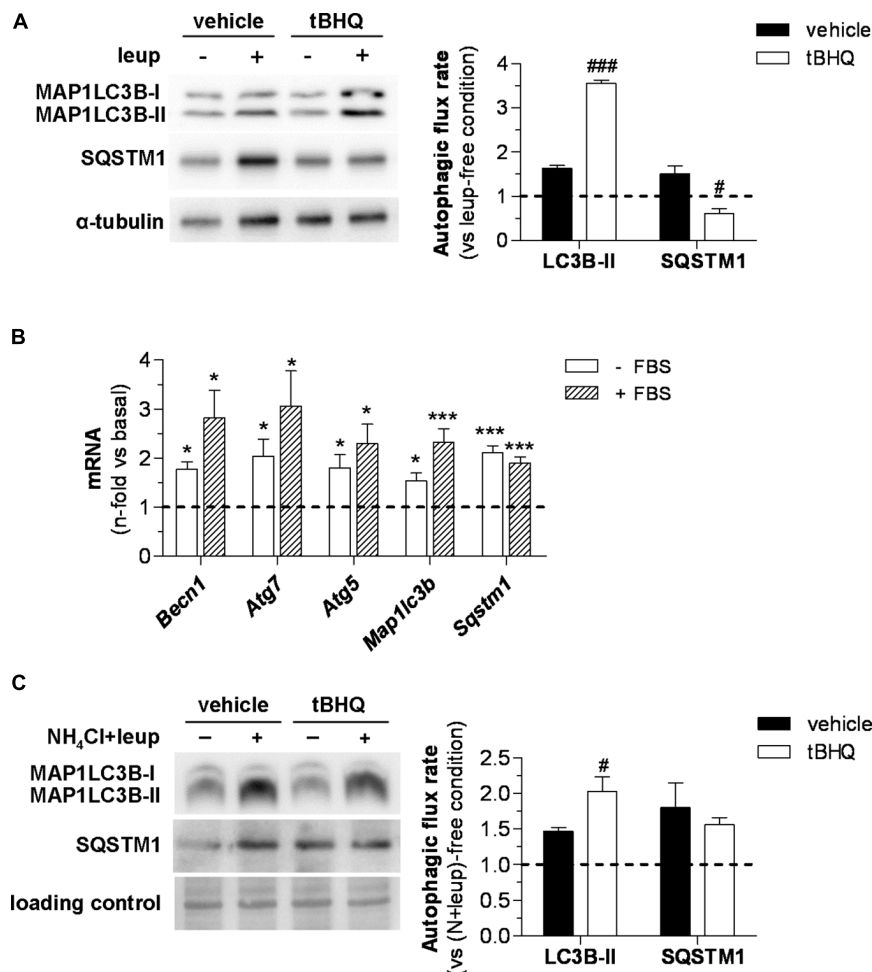 A
vehicle tBHQ
leup - + - +
MAP1LC3B-I
MAP1LC3B-II
SQSTM1
α-tubulin
Autophagic flux rate
(vs leup-free condition)
4
3
2
1
0
###
#
LC3B-II SQSTM1
vehicle
tBHQ
B
mRNA
(n-fold vs basal)
4
3
2
1
0
* * * * * * * *** *** ***
Becn1 Atg7 Atg5 Map1lc3b Sqstm1
- FBS
+ FBS
C
vehicle tBHQ
NH₄Cl+leup – + – +
MAP1LC3B-I
MAP1LC3B-II
SQSTM1
loading control
Autophagic flux rate
(vs (N+leup)-free condition)
2.5
2.0
1.5
1.0
0.5
0.0
#
LC3B-II SQSTM1
vehicle
tBHQ